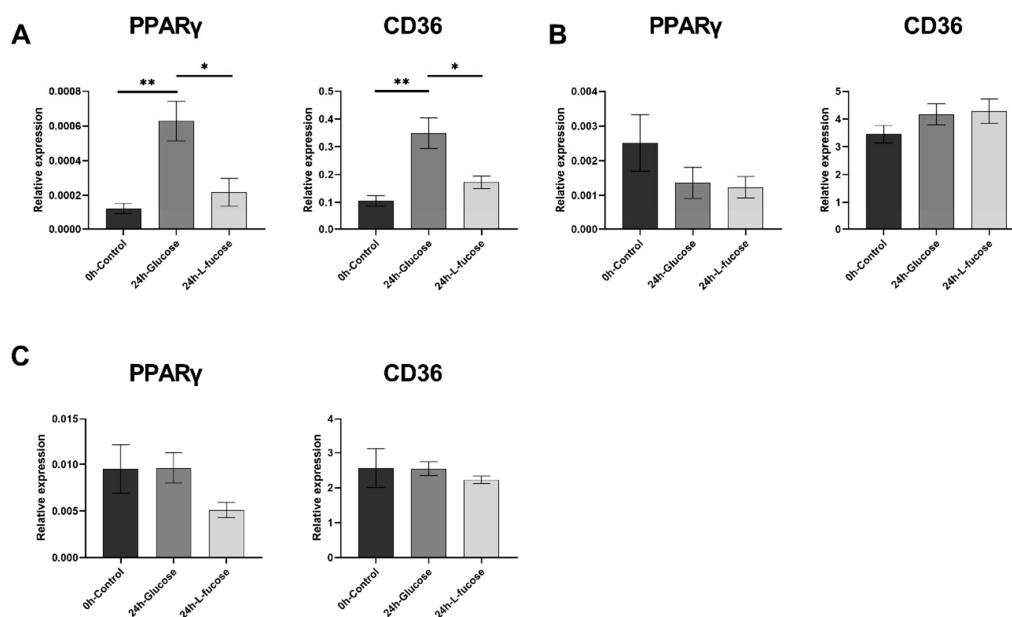 A
PPARγ
CD36
B
PPARγ
CD36
** *
** *
Relative expression
0.0008
0.0006
0.0004
0.0002
0.0000
0h-Control
24h-Glucose
24h-L-fucose
Relative expression
0.5
0.4
0.3
0.2
0.1
0.0
0h-Control
24h-Glucose
24h-L-fucose
Relative expression
0.004
0.003
0.002
0.001
0.000
0h-Control
24h-Glucose
24h-L-fucose
Relative expression
5
4
3
2
1
0
0h-Control
24h-Glucose
24h-L-fucose
C
PPARγ
CD36
Relative expression
0.015
0.010
0.005
0.000
0h-Control
24h-Glucose
24h-L-fucose
Relative expression
4
3
2
1
0
0h-Control
24h-Glucose
24h-L-fucose